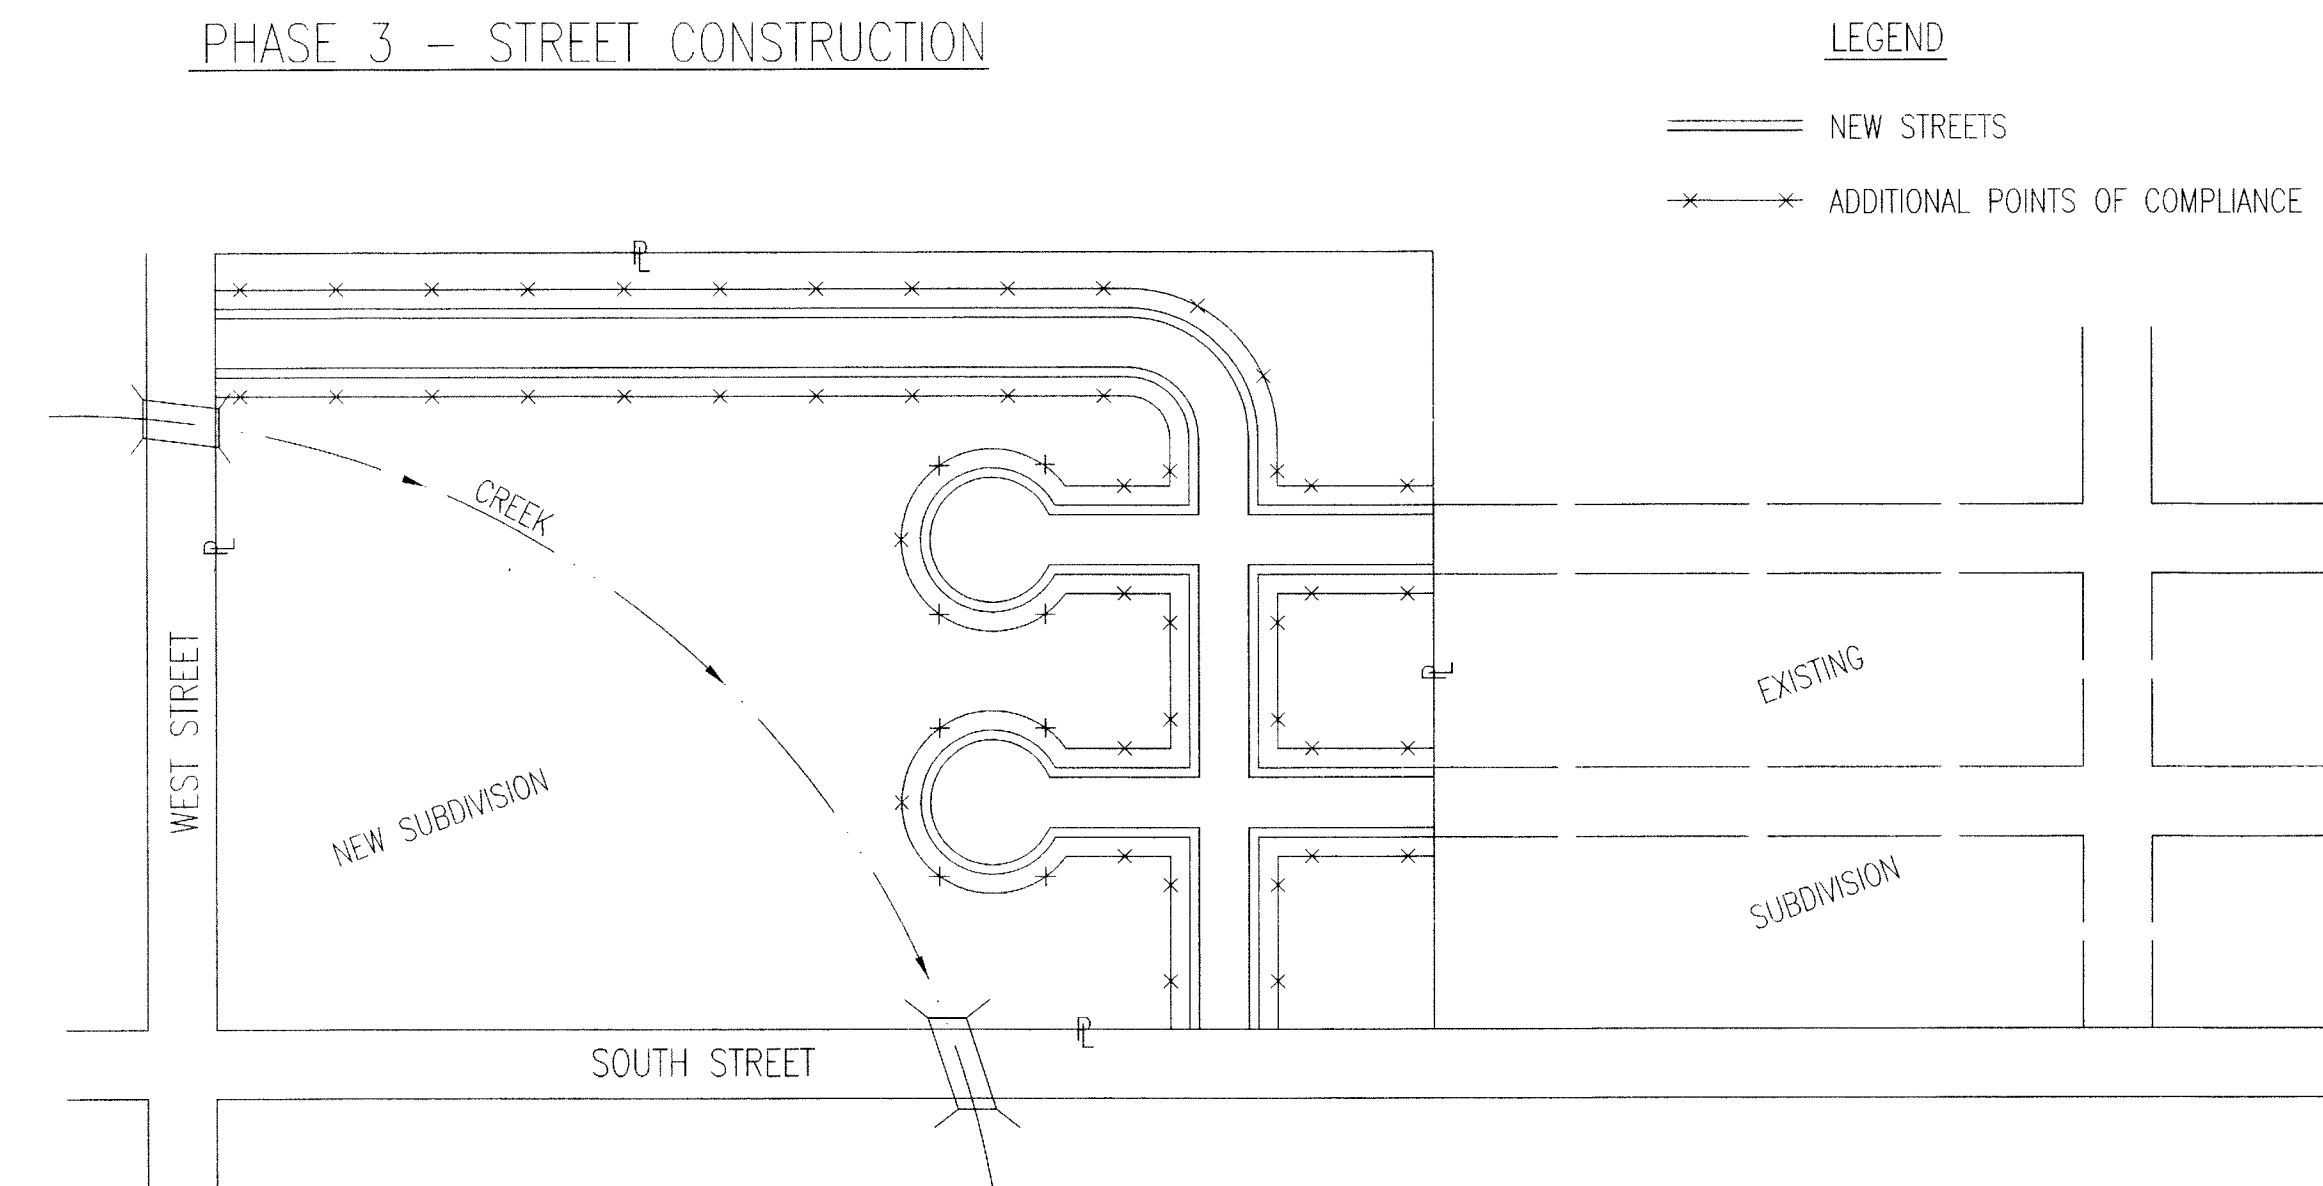 PHASE 3 – STREET CONSTRUCTION
LEGEND
NEW STREETS
ADDITIONAL POINTS OF COMPLIANCE
PL
CREEK
PL
WEST STREET
NEW SUBDIVISION
PL
EXISTING
SUBDIVISION
PL
SOUTH STREET